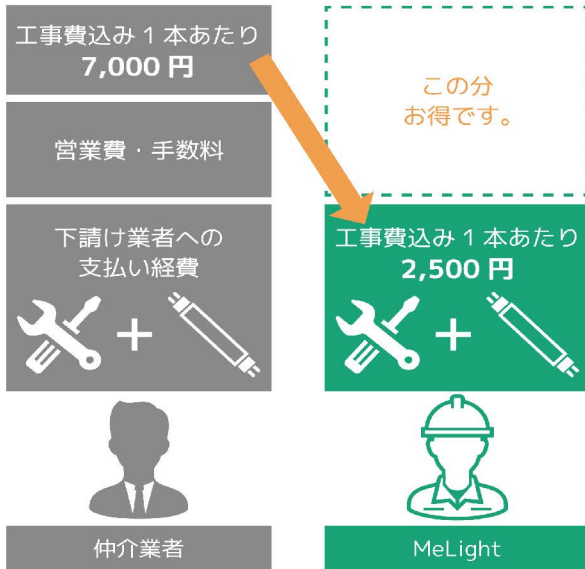 工事費込み 1 本あたり
7,000 円
営業費・手数料
下請け業者への
支払い経費
仲介業者
この分
お得です。
工事費込み 1 本あたり
2,500 円
MeLight